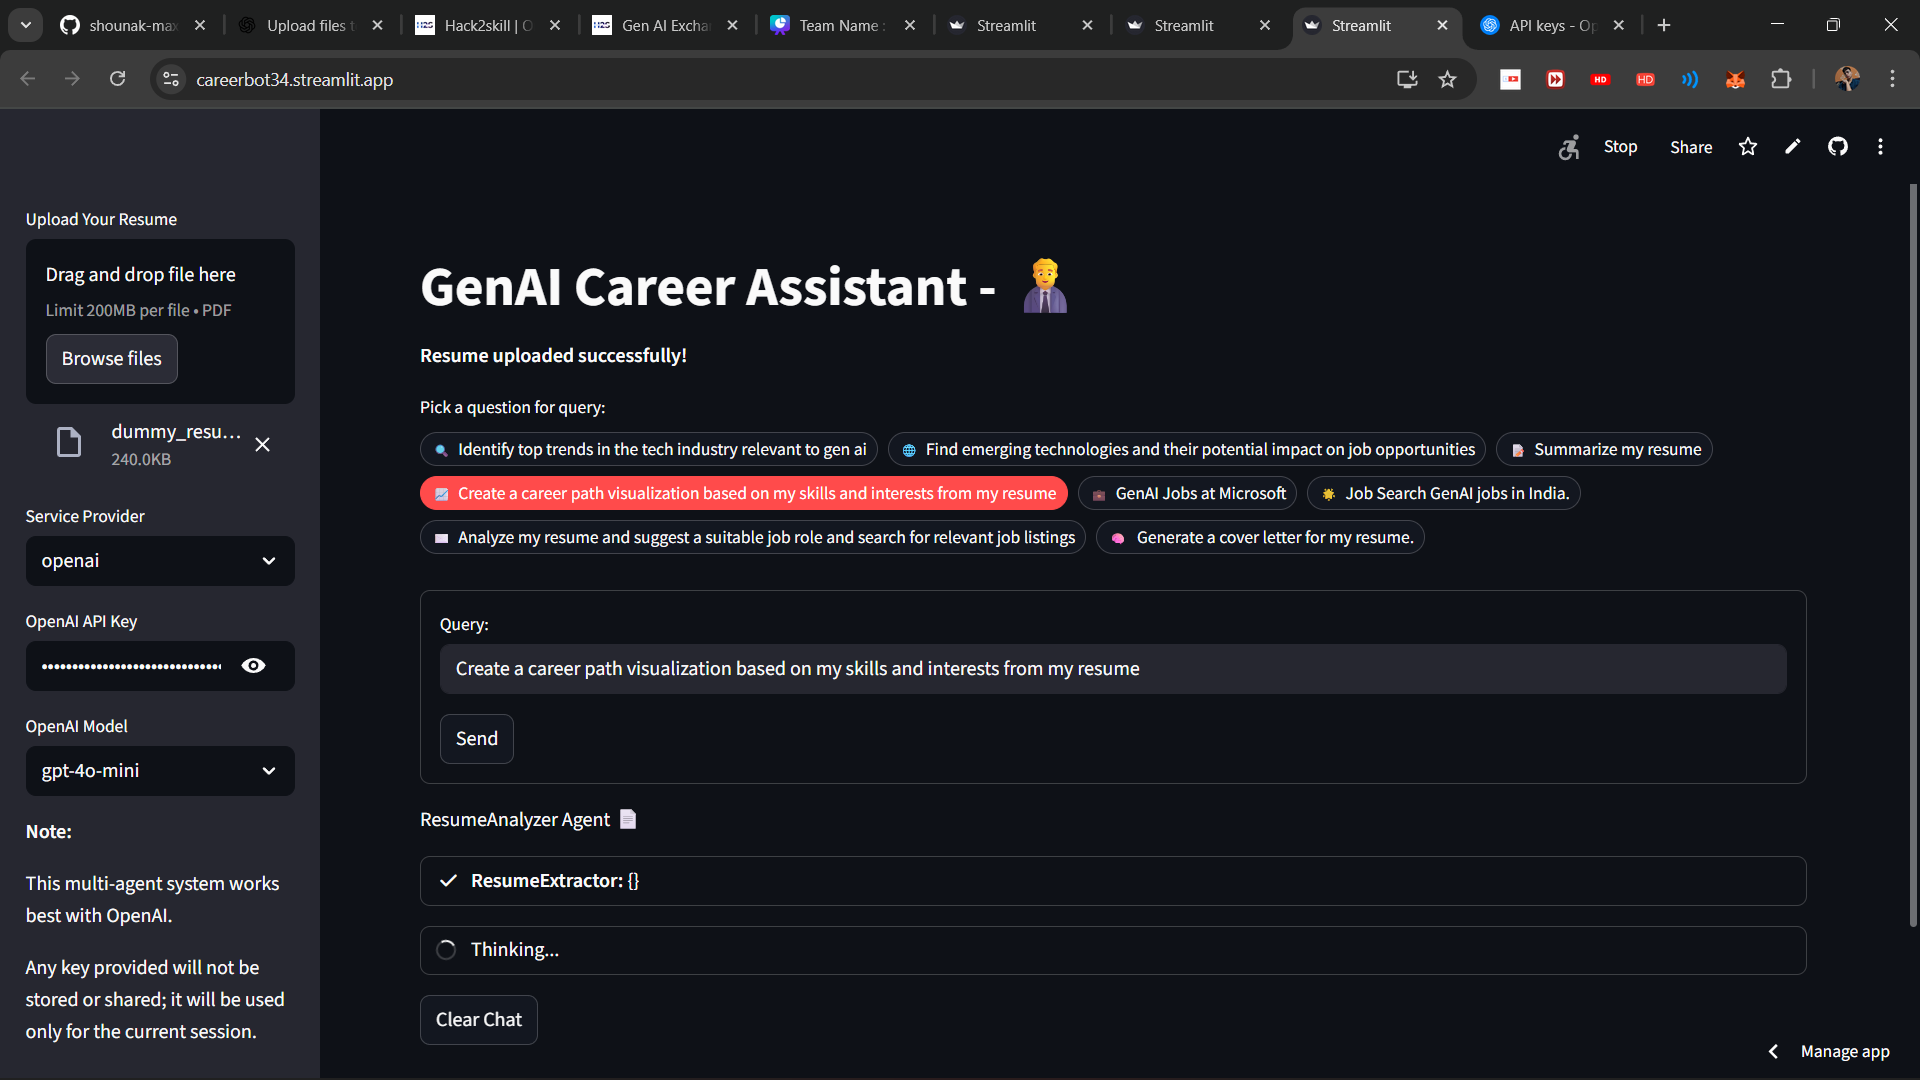 shounak-max
Upload files t
Hack2skill | O
Gen AI Excha
Team Name :
Streamlit
Streamlit
Streamlit
API keys - Op
careerbot34.streamlit.app
Stop
Share
Upload Your Resume
Drag and drop file here
Limit 200MB per file • PDF
Browse files
dummy_resu...
240.0KB
Service Provider
openai
OpenAI API Key
OpenAI Model
gpt-4o-mini
Note:
This multi-agent system works
best with OpenAI.
Any key provided will not be
stored or shared; it will be used
only for the current session.
GenAI Career Assistant -
Resume uploaded successfully!
Pick a question for query:
Identify top trends in the tech industry relevant to gen ai
Find emerging technologies and their potential impact on job opportunities
Summarize my resume
Create a career path visualization based on my skills and interests from my resume
GenAI Jobs at Microsoft
Job Search GenAI jobs in India.
Analyze my resume and suggest a suitable job role and search for relevant job listings
Generate a cover letter for my resume.
Query:
Create a career path visualization based on my skills and interests from my resume
Send
ResumeAnalyzer Agent
ResumeExtractor: {}
Thinking...
Clear Chat
Manage app